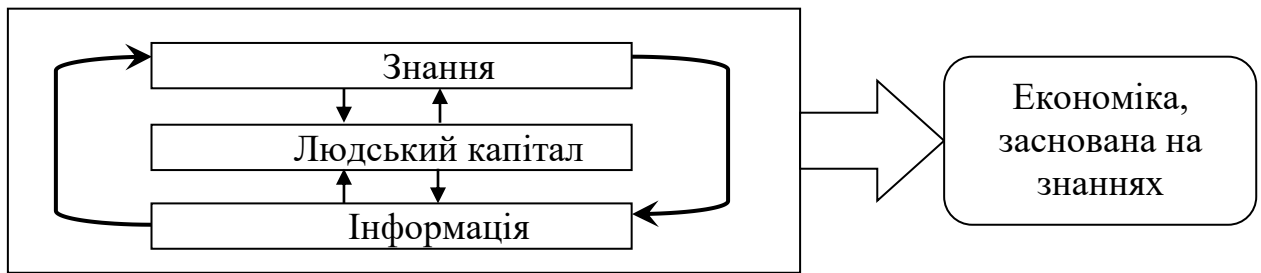 Знання
Людський капітал
Інформація
Економіка,
заснована на
знаннях